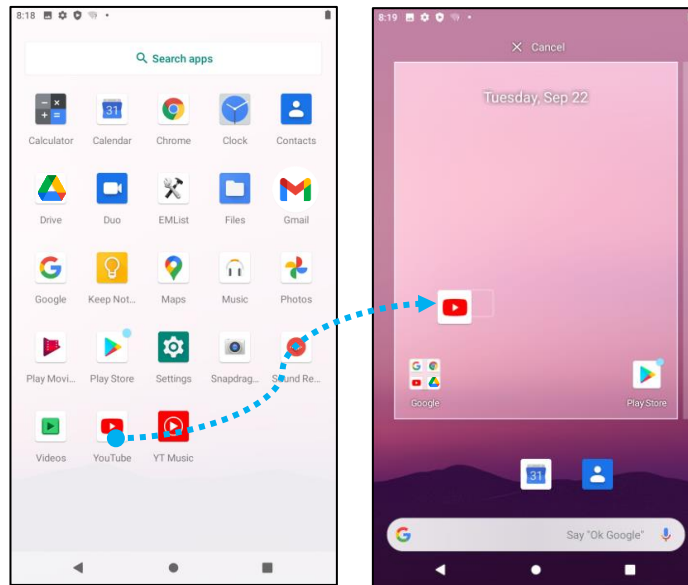 8:18
Search apps
31
Calculator Calendar Chrome Clock Contacts
Drive Duo EMList Files Gmail
Google Keep Not... Maps Music Photos
Play Movi... Play Store Settings Snapdrag... Sound Re...
Videos YouTube YT Music
8:19
× Cancel
Tuesday, Sep 22
Google Play Store
31
Say "Ok Google"